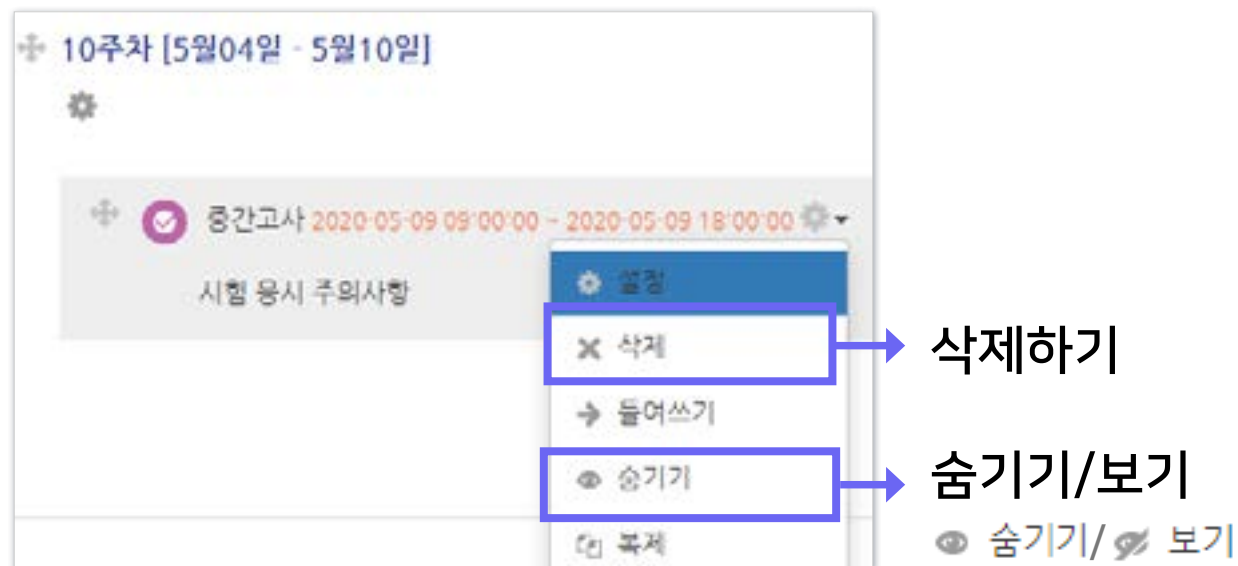 10주차 [5월04일 - 5월10일]
중간고사 2020-05-09 09:00:00 ~ 2020-05-09 18:00:00
시험 응시 주의사항
설정
삭제
삭제하기
들여쓰기
숨기기
숨기기/보기
복제
숨기기/ 보기